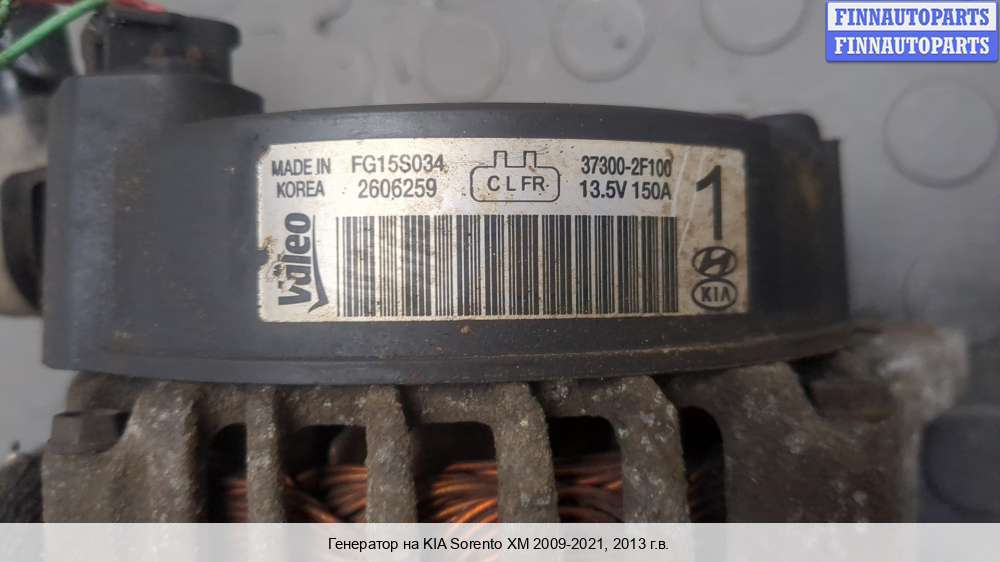 FINNAUTOPARTS
FINNAUTOPARTS
MADE IN KOREA
FG15S034
2606259
C L FR
37300-2F100
13.5V 150A
1
Valeo
KIA
Генератор на KIA Sorento XM 2009-2021, 2013 г.в.